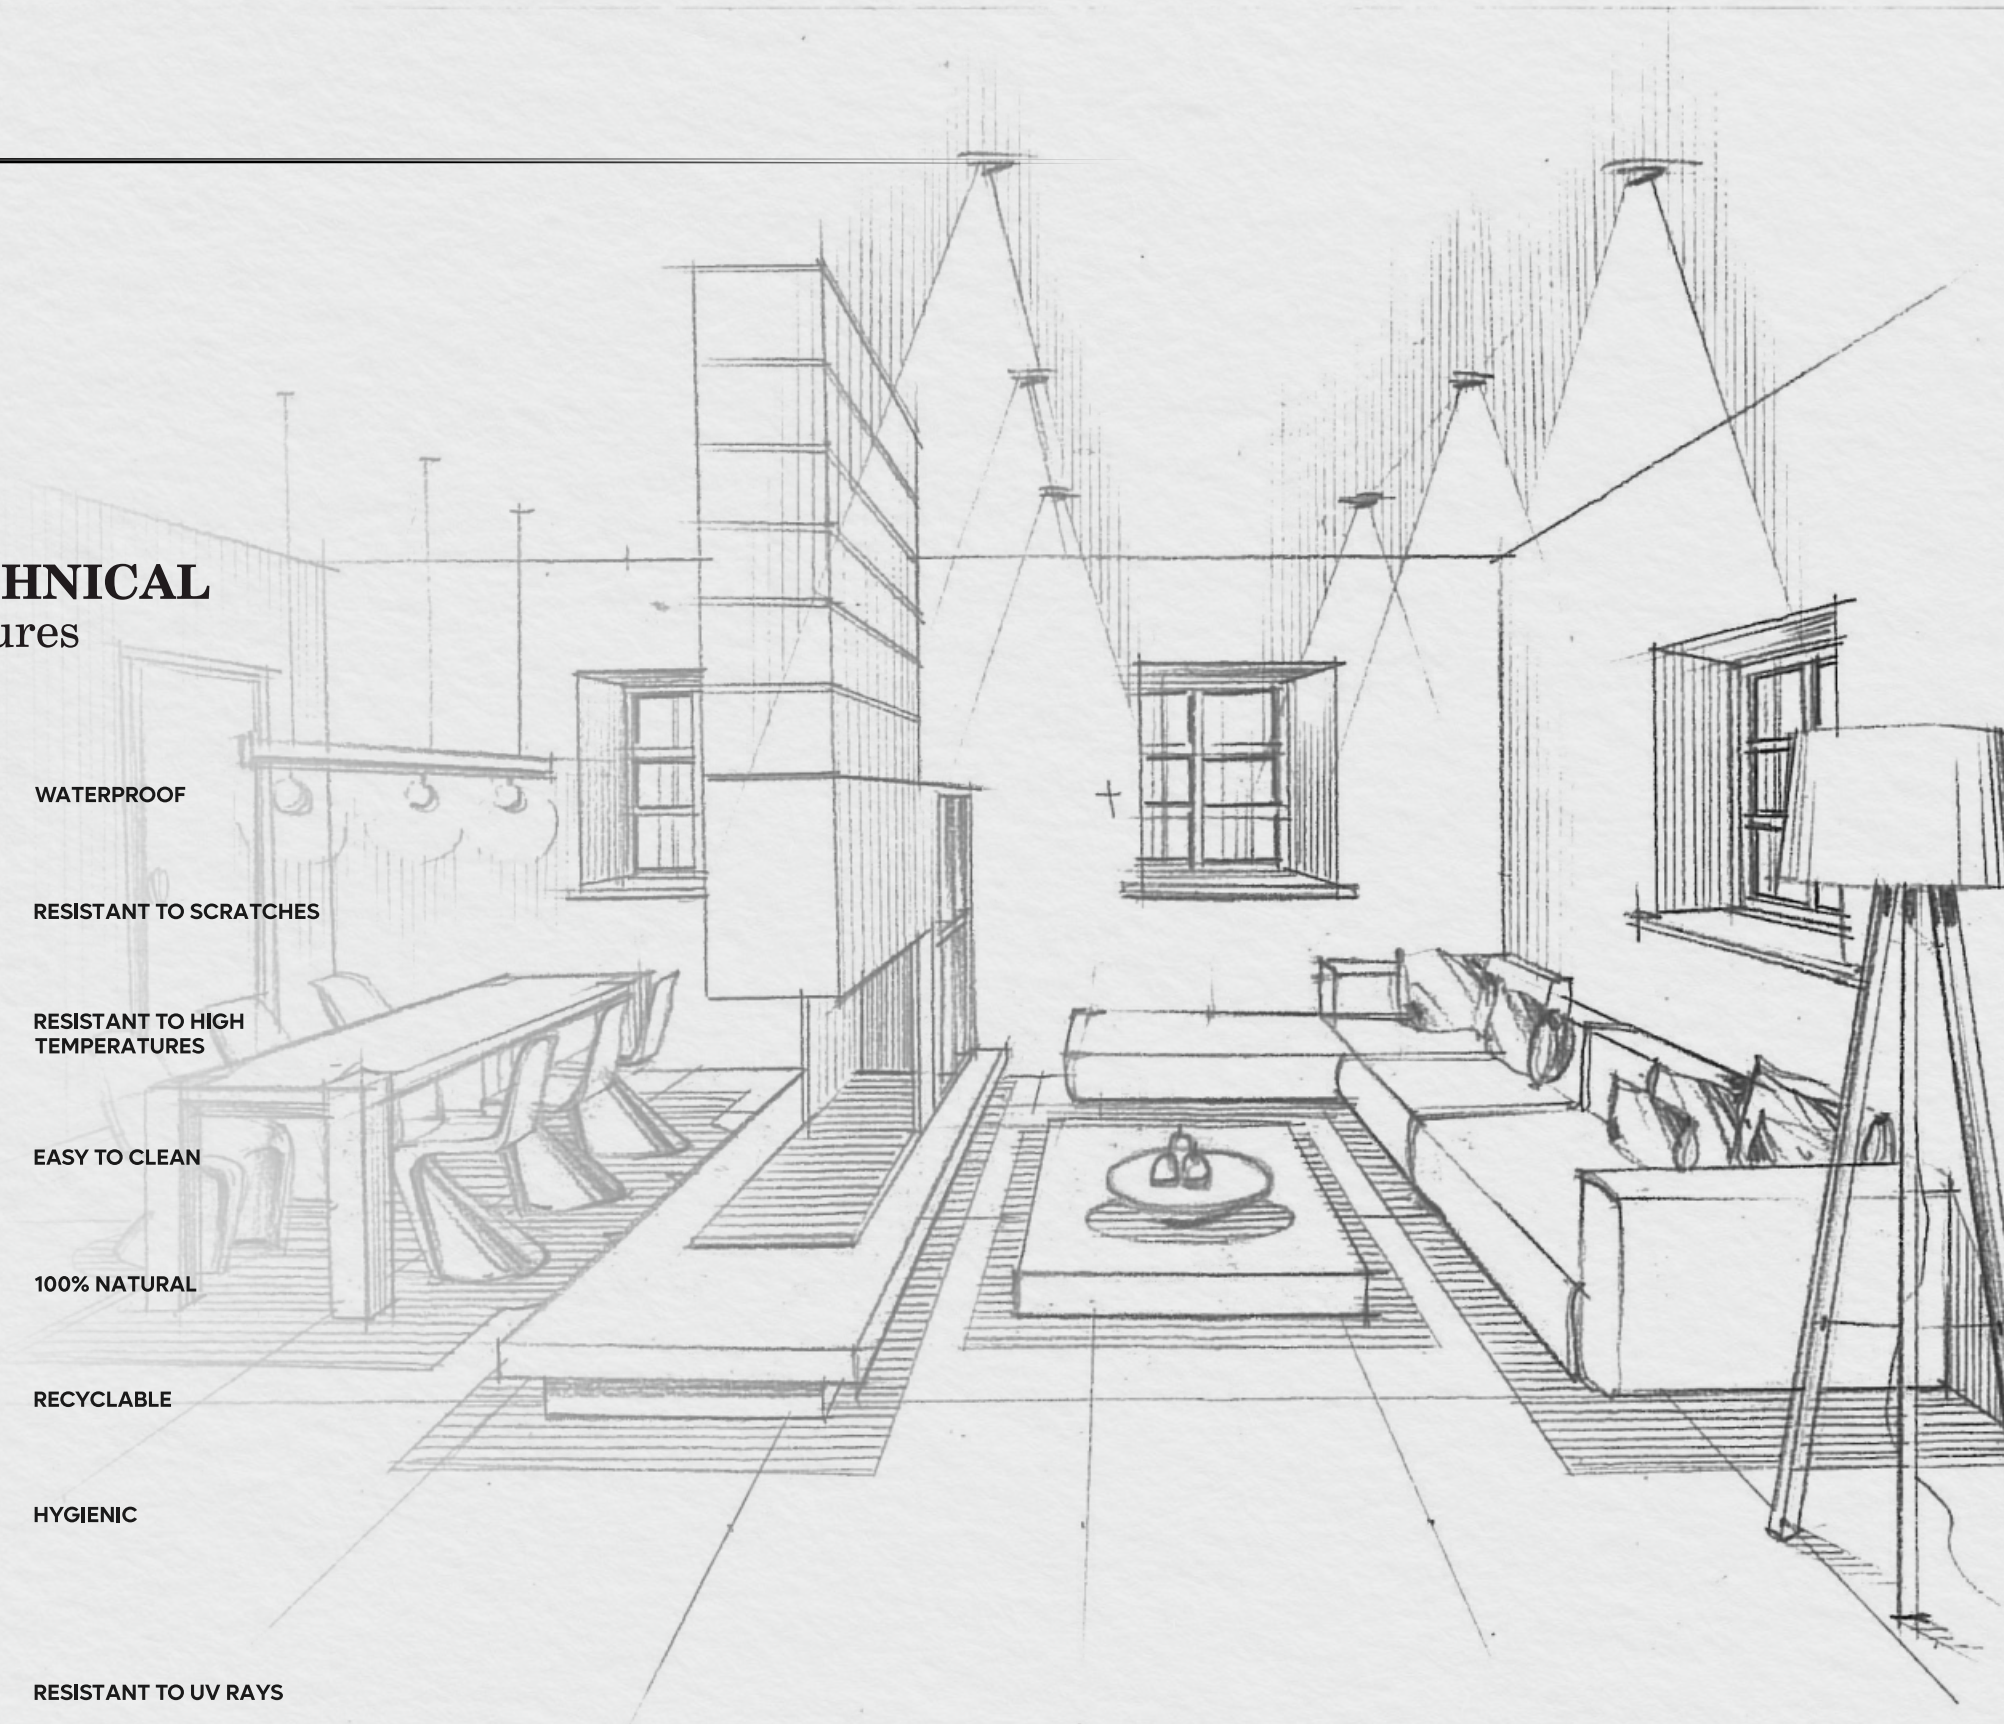 HNICAL
ures
WATERPROOF
RESISTANT TO SCRATCHES
RESISTANT TO HIGH
TEMPERATURES
EASY TO CLEAN
100% NATURAL
RECYCLABLE
HYGIENIC
RESISTANT TO UV RAYS